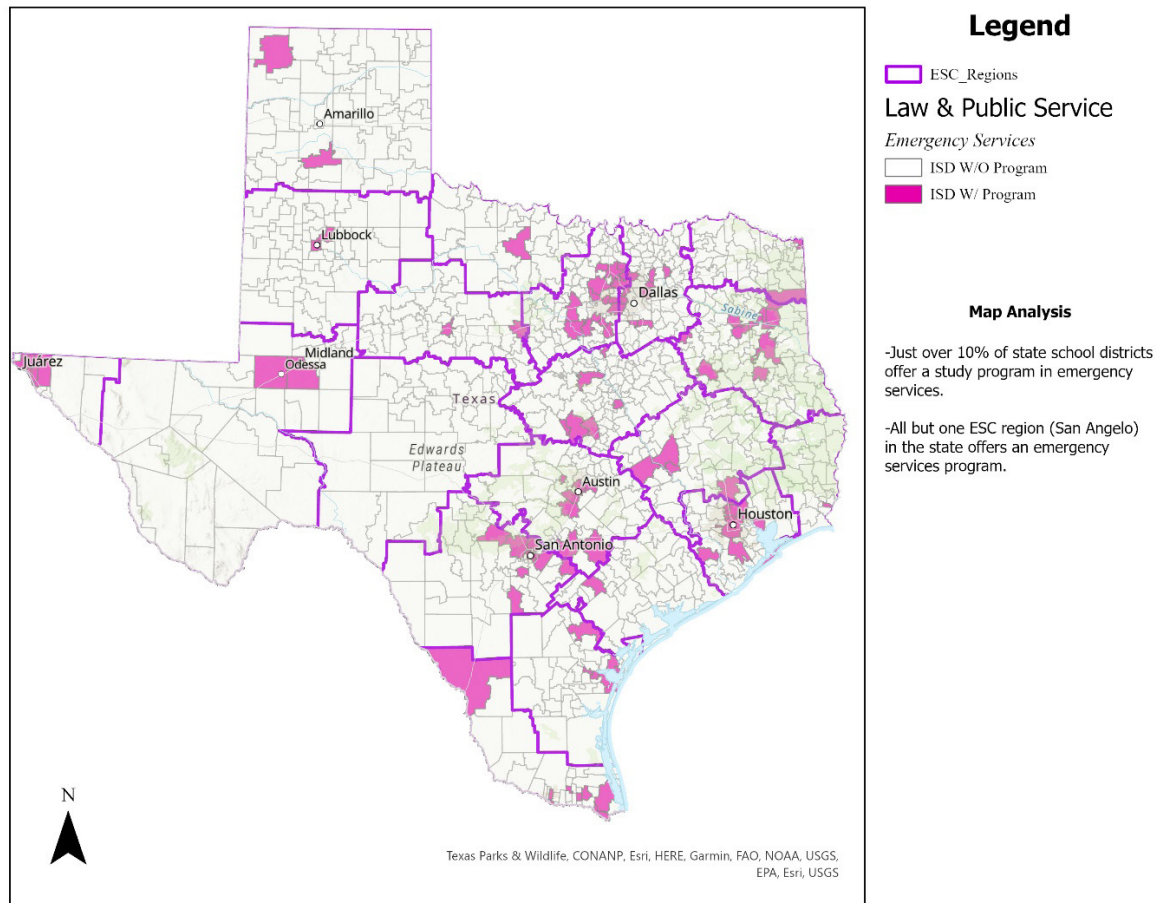 Amarillo
Lubbock
Dallas
Sabine
Juárez
Midland
Odessa
Texas
Edwards
Plateau
Austin
Houston
San Antonio
N
Texas Parks & Wildlife, CONANP, Esri, HERE, Garmin, FAO, NOAA, USGS,
EPA, Esri, USGS
Legend
ESC_Regions
Law & Public Service
Emergency Services
ISD W/O Program
ISD W/ Program
Map Analysis
-Just over 10% of state school districts
offer a study program in emergency
services.
-All but one ESC region (San Angelo)
in the state offers an emergency
services program.